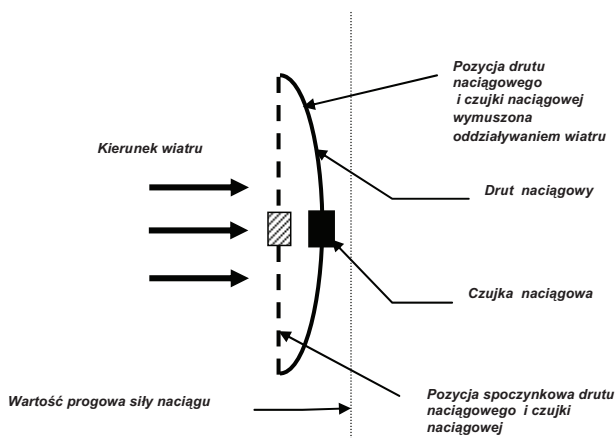 Pozycja drutu
naciągowego
i czujki naciągowej
wymuszona
oddziaływaniem wiatru
Kierunek wiatru
Drut naciągowy
Czujka naciągowa
Wartość progowa siły naciągu
Pozycja spoczynkowa drutu
naciągowego i czujki
naciągowej